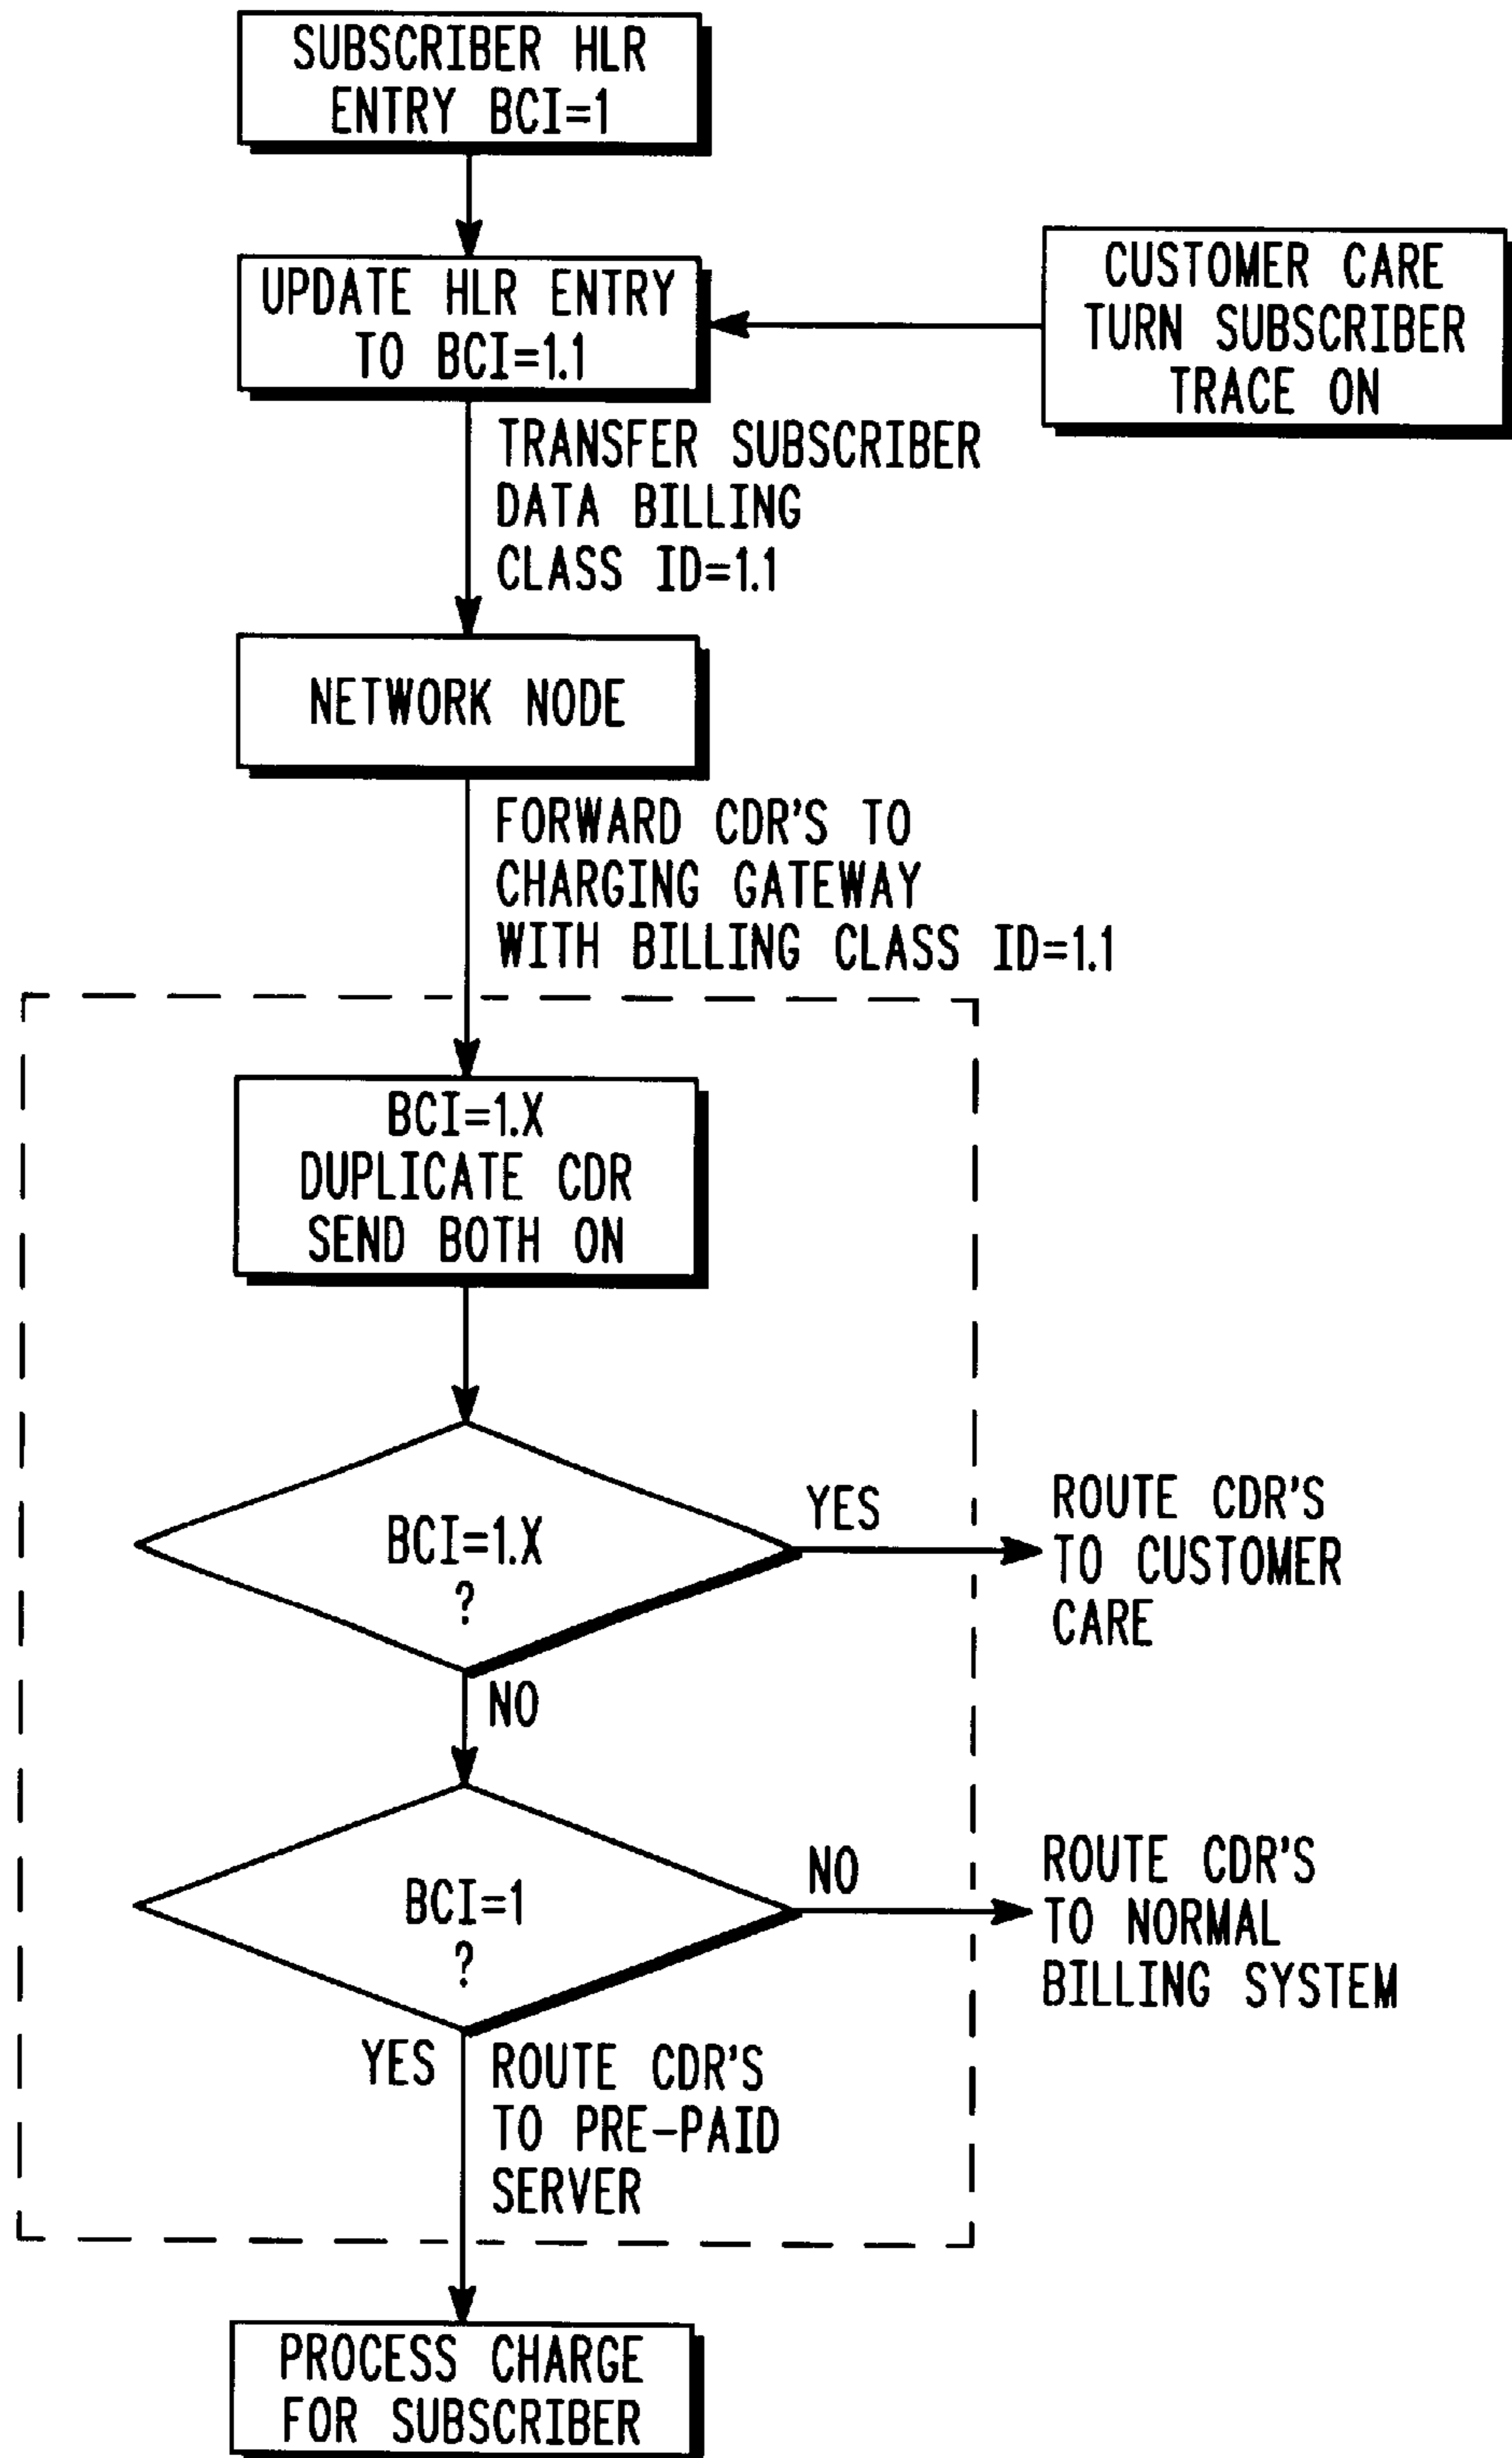 SUBSCRIBER HLR
ENTRY BCI=1
UPDATE HLR ENTRY
TO BCI=1.1
CUSTOMER CARE
TURN SUBSCRIBER
TRACE ON
TRANSFER SUBSCRIBER
DATA BILLING
CLASS ID=1.1
NETWORK NODE
FORWARD CDR'S TO
CHARGING GATEWAY
WITH BILLING CLASS ID=1.1
BCI=1.X
DUPLICATE CDR
SEND BOTH ON
BCI=1.X
?
YES
ROUTE CDR'S
TO CUSTOMER
CARE
NO
BCI=1
?
NO
ROUTE CDR'S
TO NORMAL
BILLING SYSTEM
YES
ROUTE CDR'S
TO PRE-PAID
SERVER
PROCESS CHARGE
FOR SUBSCRIBER